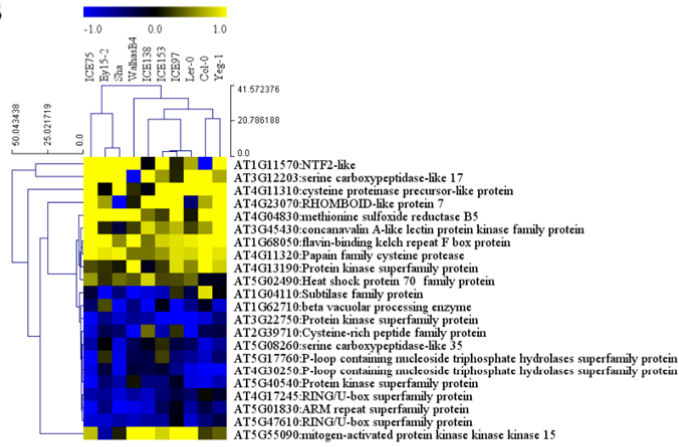 -1.0 0.0 1.0
ICE75 Ey15-2 Sha WalhasB4 ICE138 ICE153 ICE97 Ler-0 Col-0 Yeg-1
41.572376
20.786188
0.0
50.043438 25.021719 0.0
AT1G11570:NTF2-like
AT3G12203:serine carboxypeptidase-like 17
AT4G11310:cysteine proteinase precursor-like protein
AT4G23070:RHOMBOID-like protein 7
AT4G04830:methionine sulfoxide reductase B5
AT3G45430:concanavalin A-like lectin protein kinase family protein
AT1G68050:flavin-binding kelch repeat F box protein
AT4G11320:Papain family cysteine protease
AT4G13190:Protein kinase superfamily protein
AT5G02490:Heat shock protein 70 family protein
AT1G04110:Subtilase family protein
AT1G62710:beta vacuolar processing enzyme
AT3G22750:Protein kinase superfamily protein
AT2G39710:Cysteine-rich peptide family protein
AT5G08260:serine carboxypeptidase-like 35
AT5G17760:P-loop containing nucleoside triphosphate hydrolases superfamily protein
AT4G30250:P-loop containing nucleoside triphosphate hydrolases superfamily protein
AT5G40540:Protein kinase superfamily protein
AT4G17245:RING/U-box superfamily protein
AT5G01830:ARM repeat superfamily protein
AT5G47610:RING/U-box superfamily protein
AT5G55090:mitogen-activated protein kinase kinase kinase 15